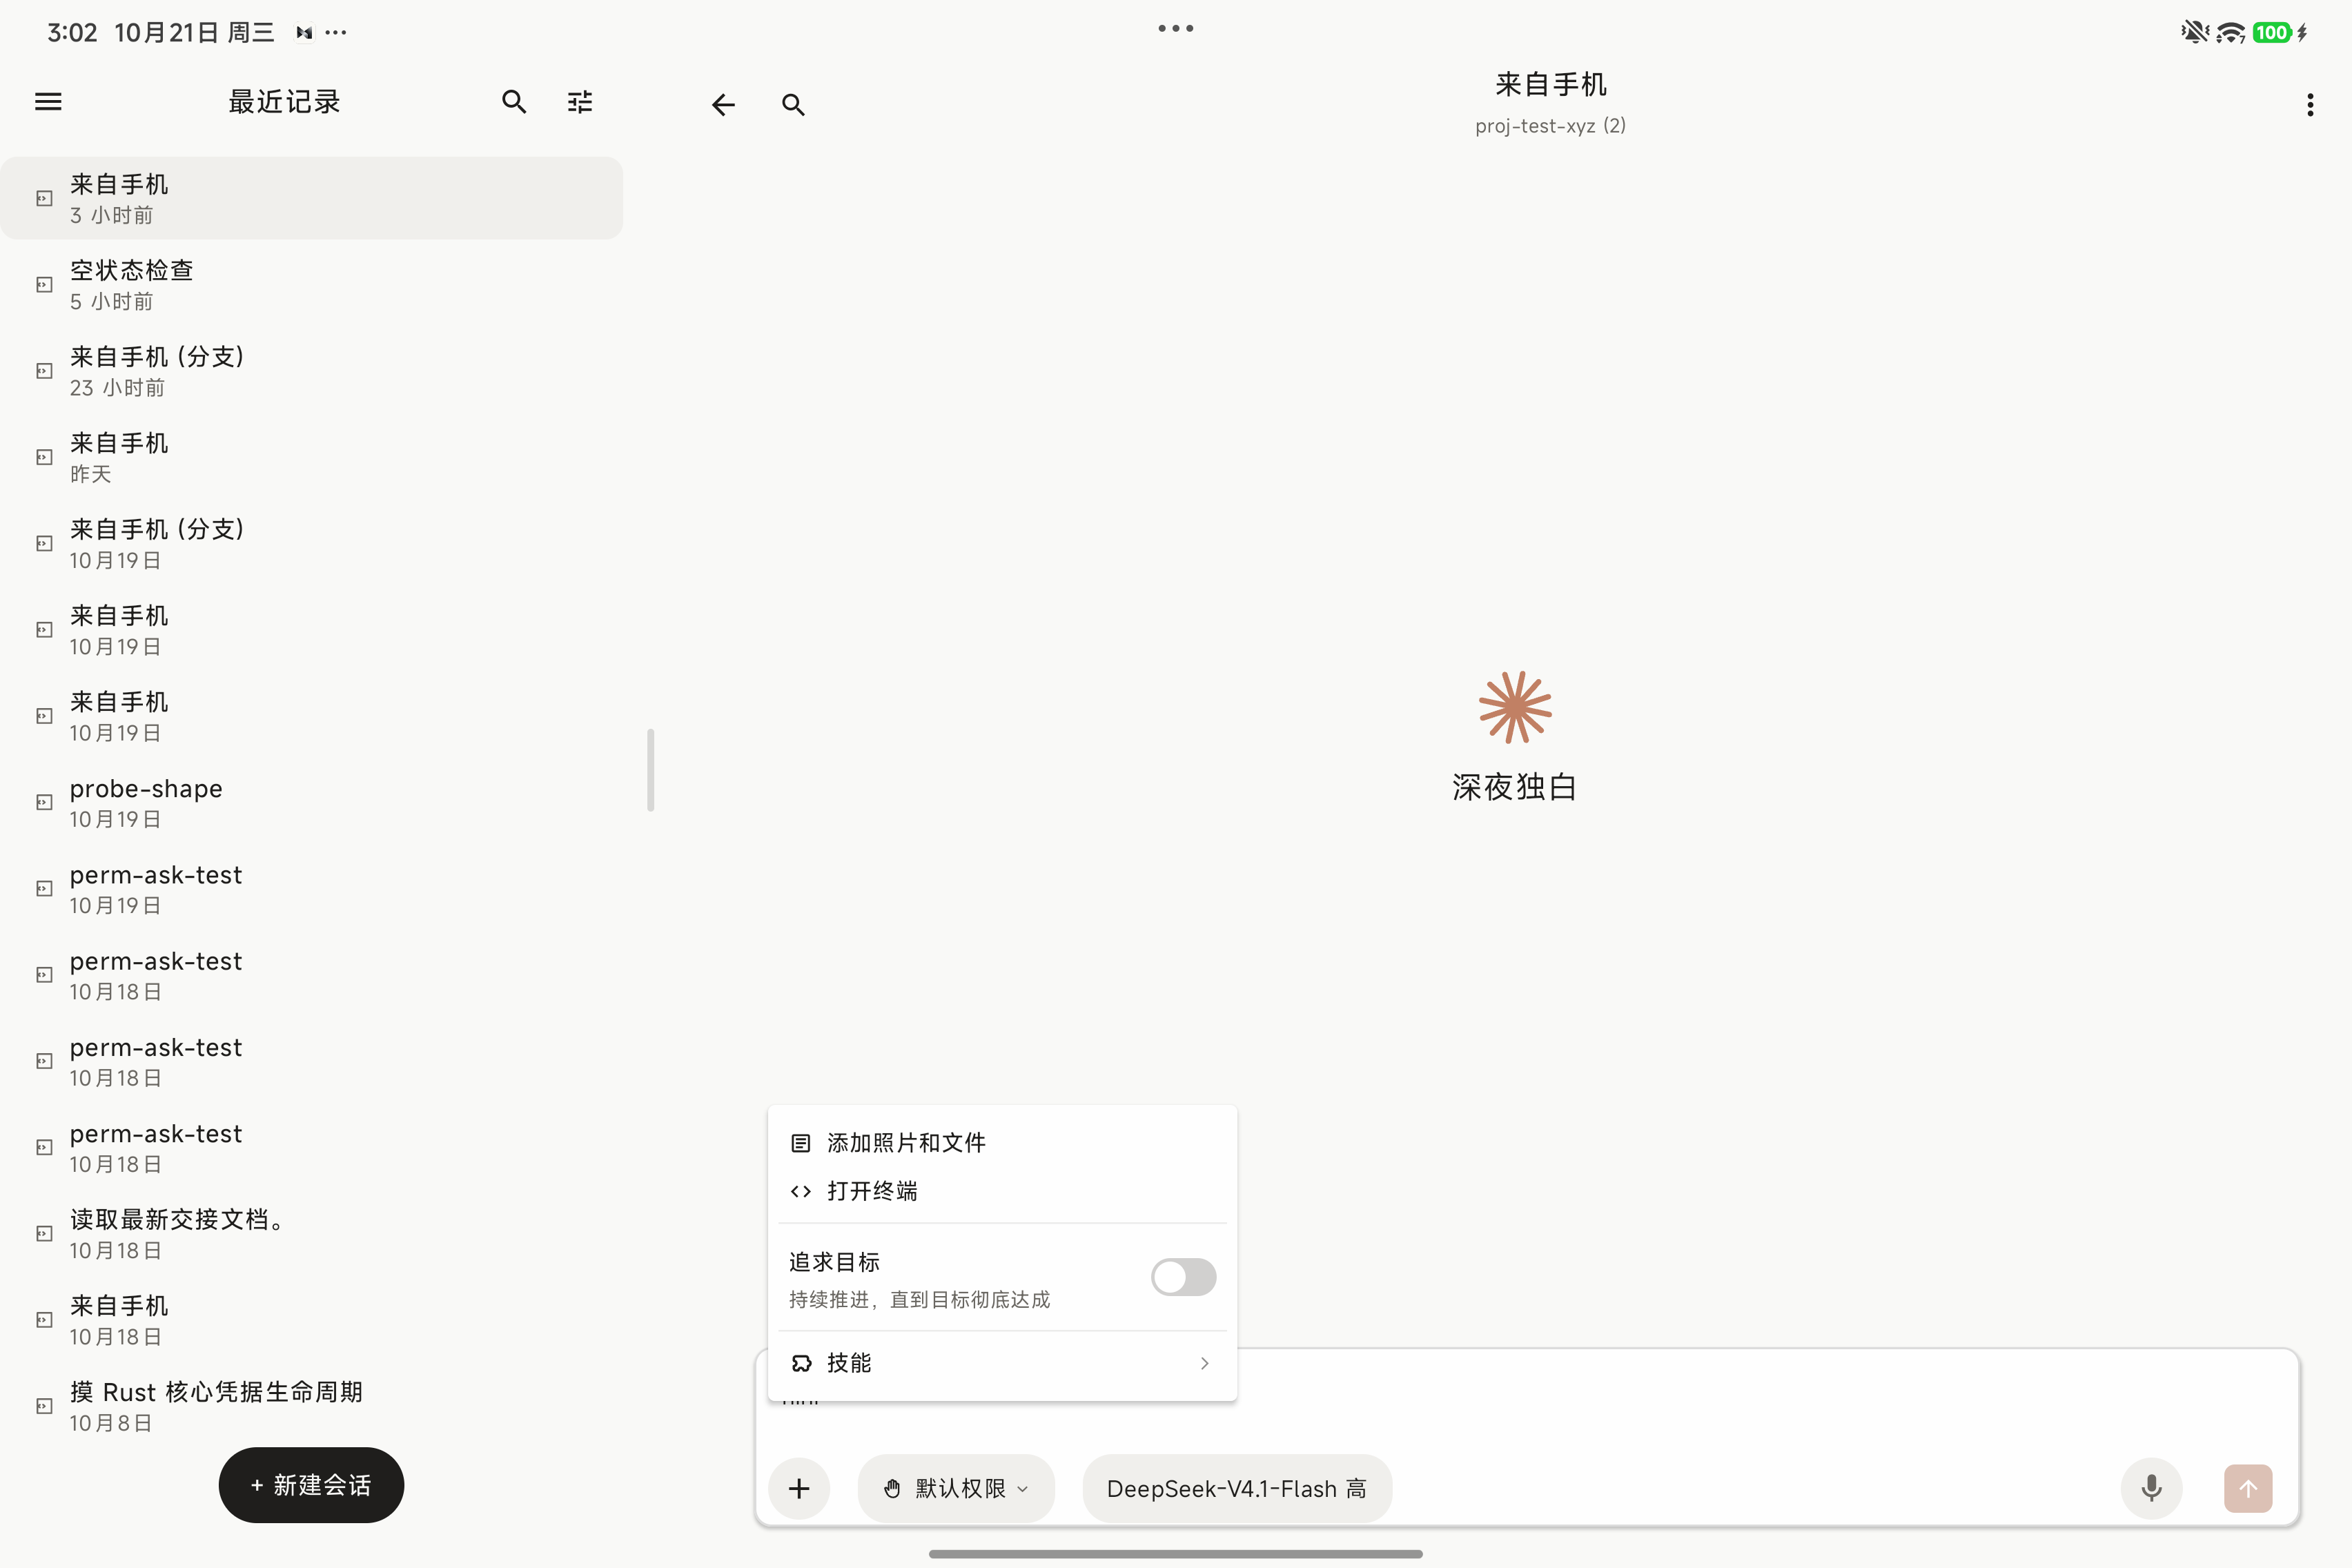 3:02 10月21日 周三
100
最近记录
来自手机
3 小时前
空状态检查
5 小时前
来自手机 (分支)
23 小时前
来自手机
昨天
来自手机 (分支)
10月19日
来自手机
10月19日
来自手机
10月19日
probe-shape
10月19日
perm-ask-test
10月19日
perm-ask-test
10月18日
perm-ask-test
10月18日
perm-ask-test
10月18日
读取最新交接文档。
10月18日
来自手机
10月18日
摸 Rust 核心凭据生命周期
10月8日
+ 新建会话
来自手机
proj-test-xyz (2)
深夜独白
添加照片和文件
打开终端
追求目标
持续推进，直到目标彻底达成
技能
默认权限
DeepSeek-V4.1-Flash 高